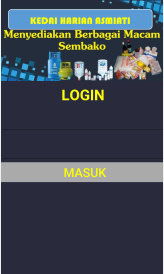 KEDAI HARIAN ASMIATI
Menyediakan Berbagai Macam
Sembako
LOGIN
MASUK